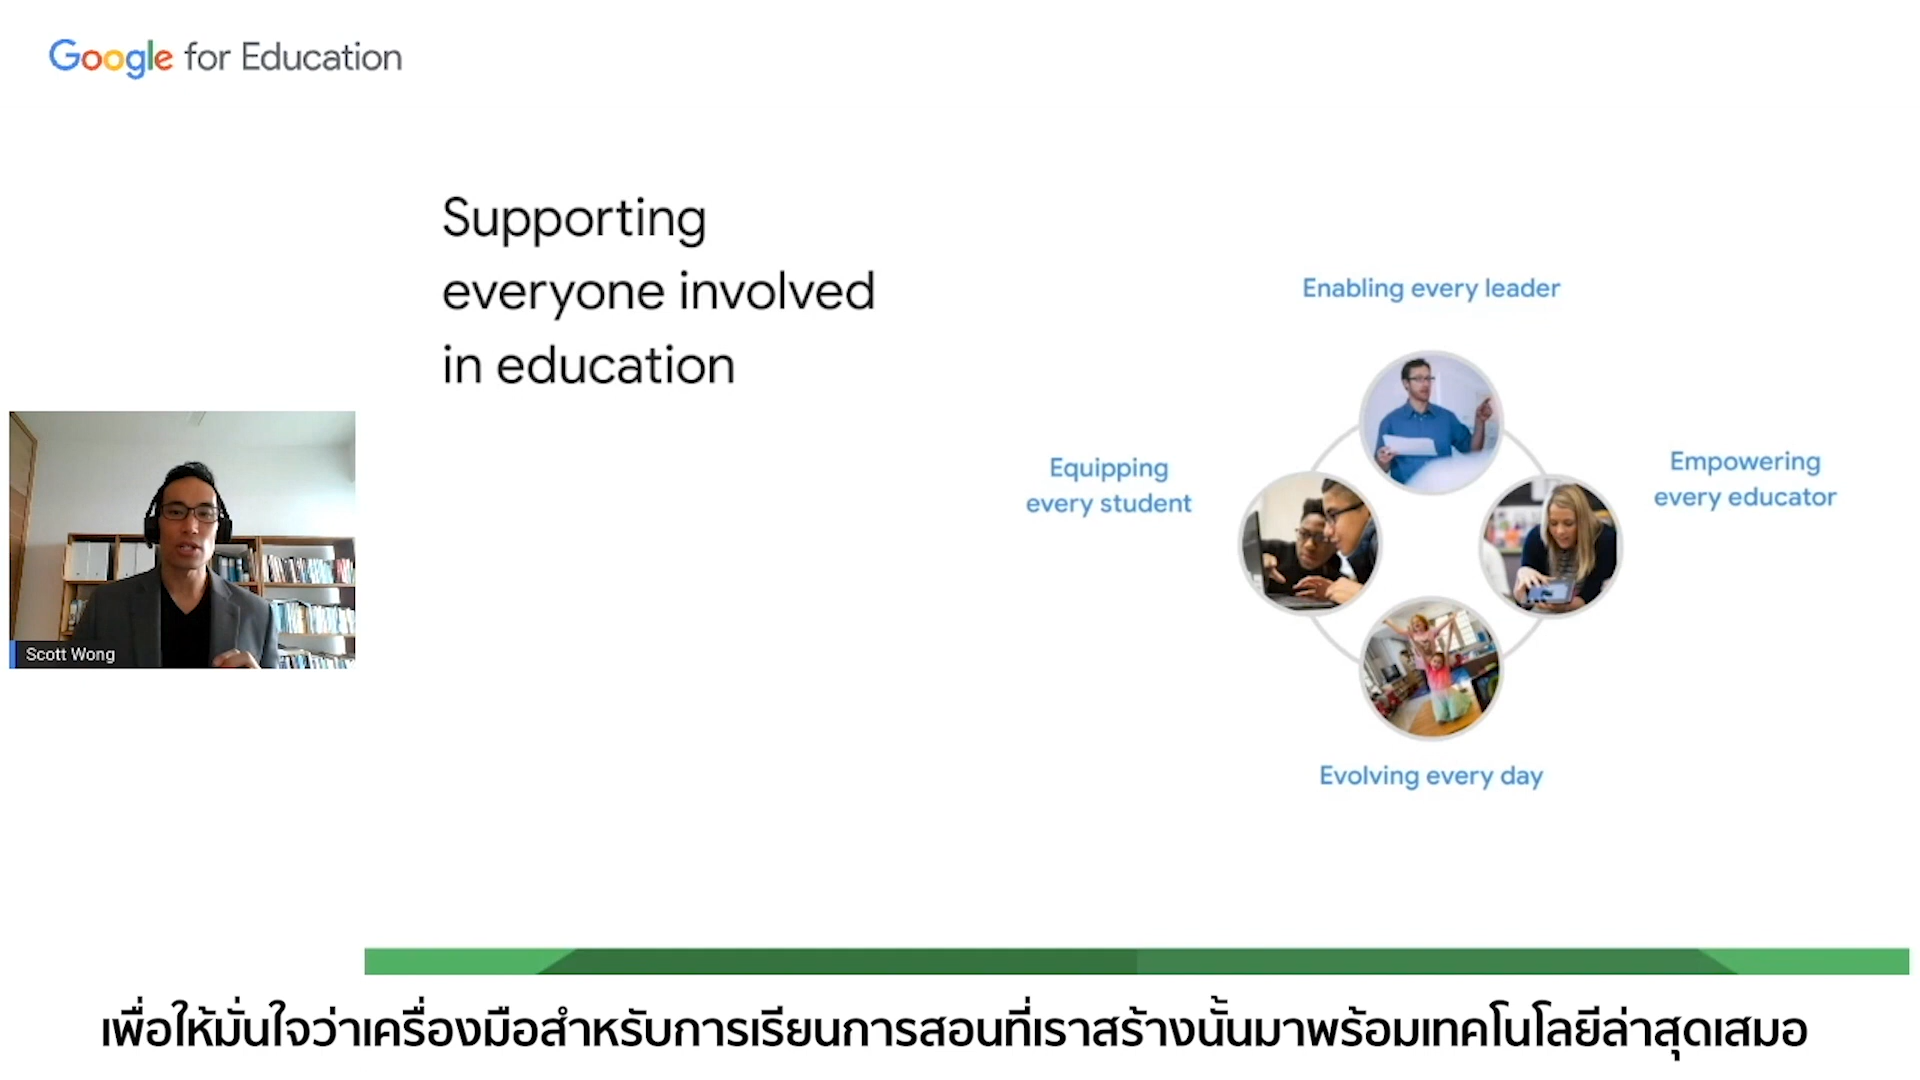 Google for Education
Supporting
everyone involved
in education
Enabling every leader
Equipping
every student
Empowering
every educator
Evolving every day
Scott Wong
เพื่อให้มั่นใจว่าเครื่องมือสำหรับการเรียนการสอนที่เราสร้างนั้นมาพร้อมเทคโนโลยีล่าสุดเสมอ